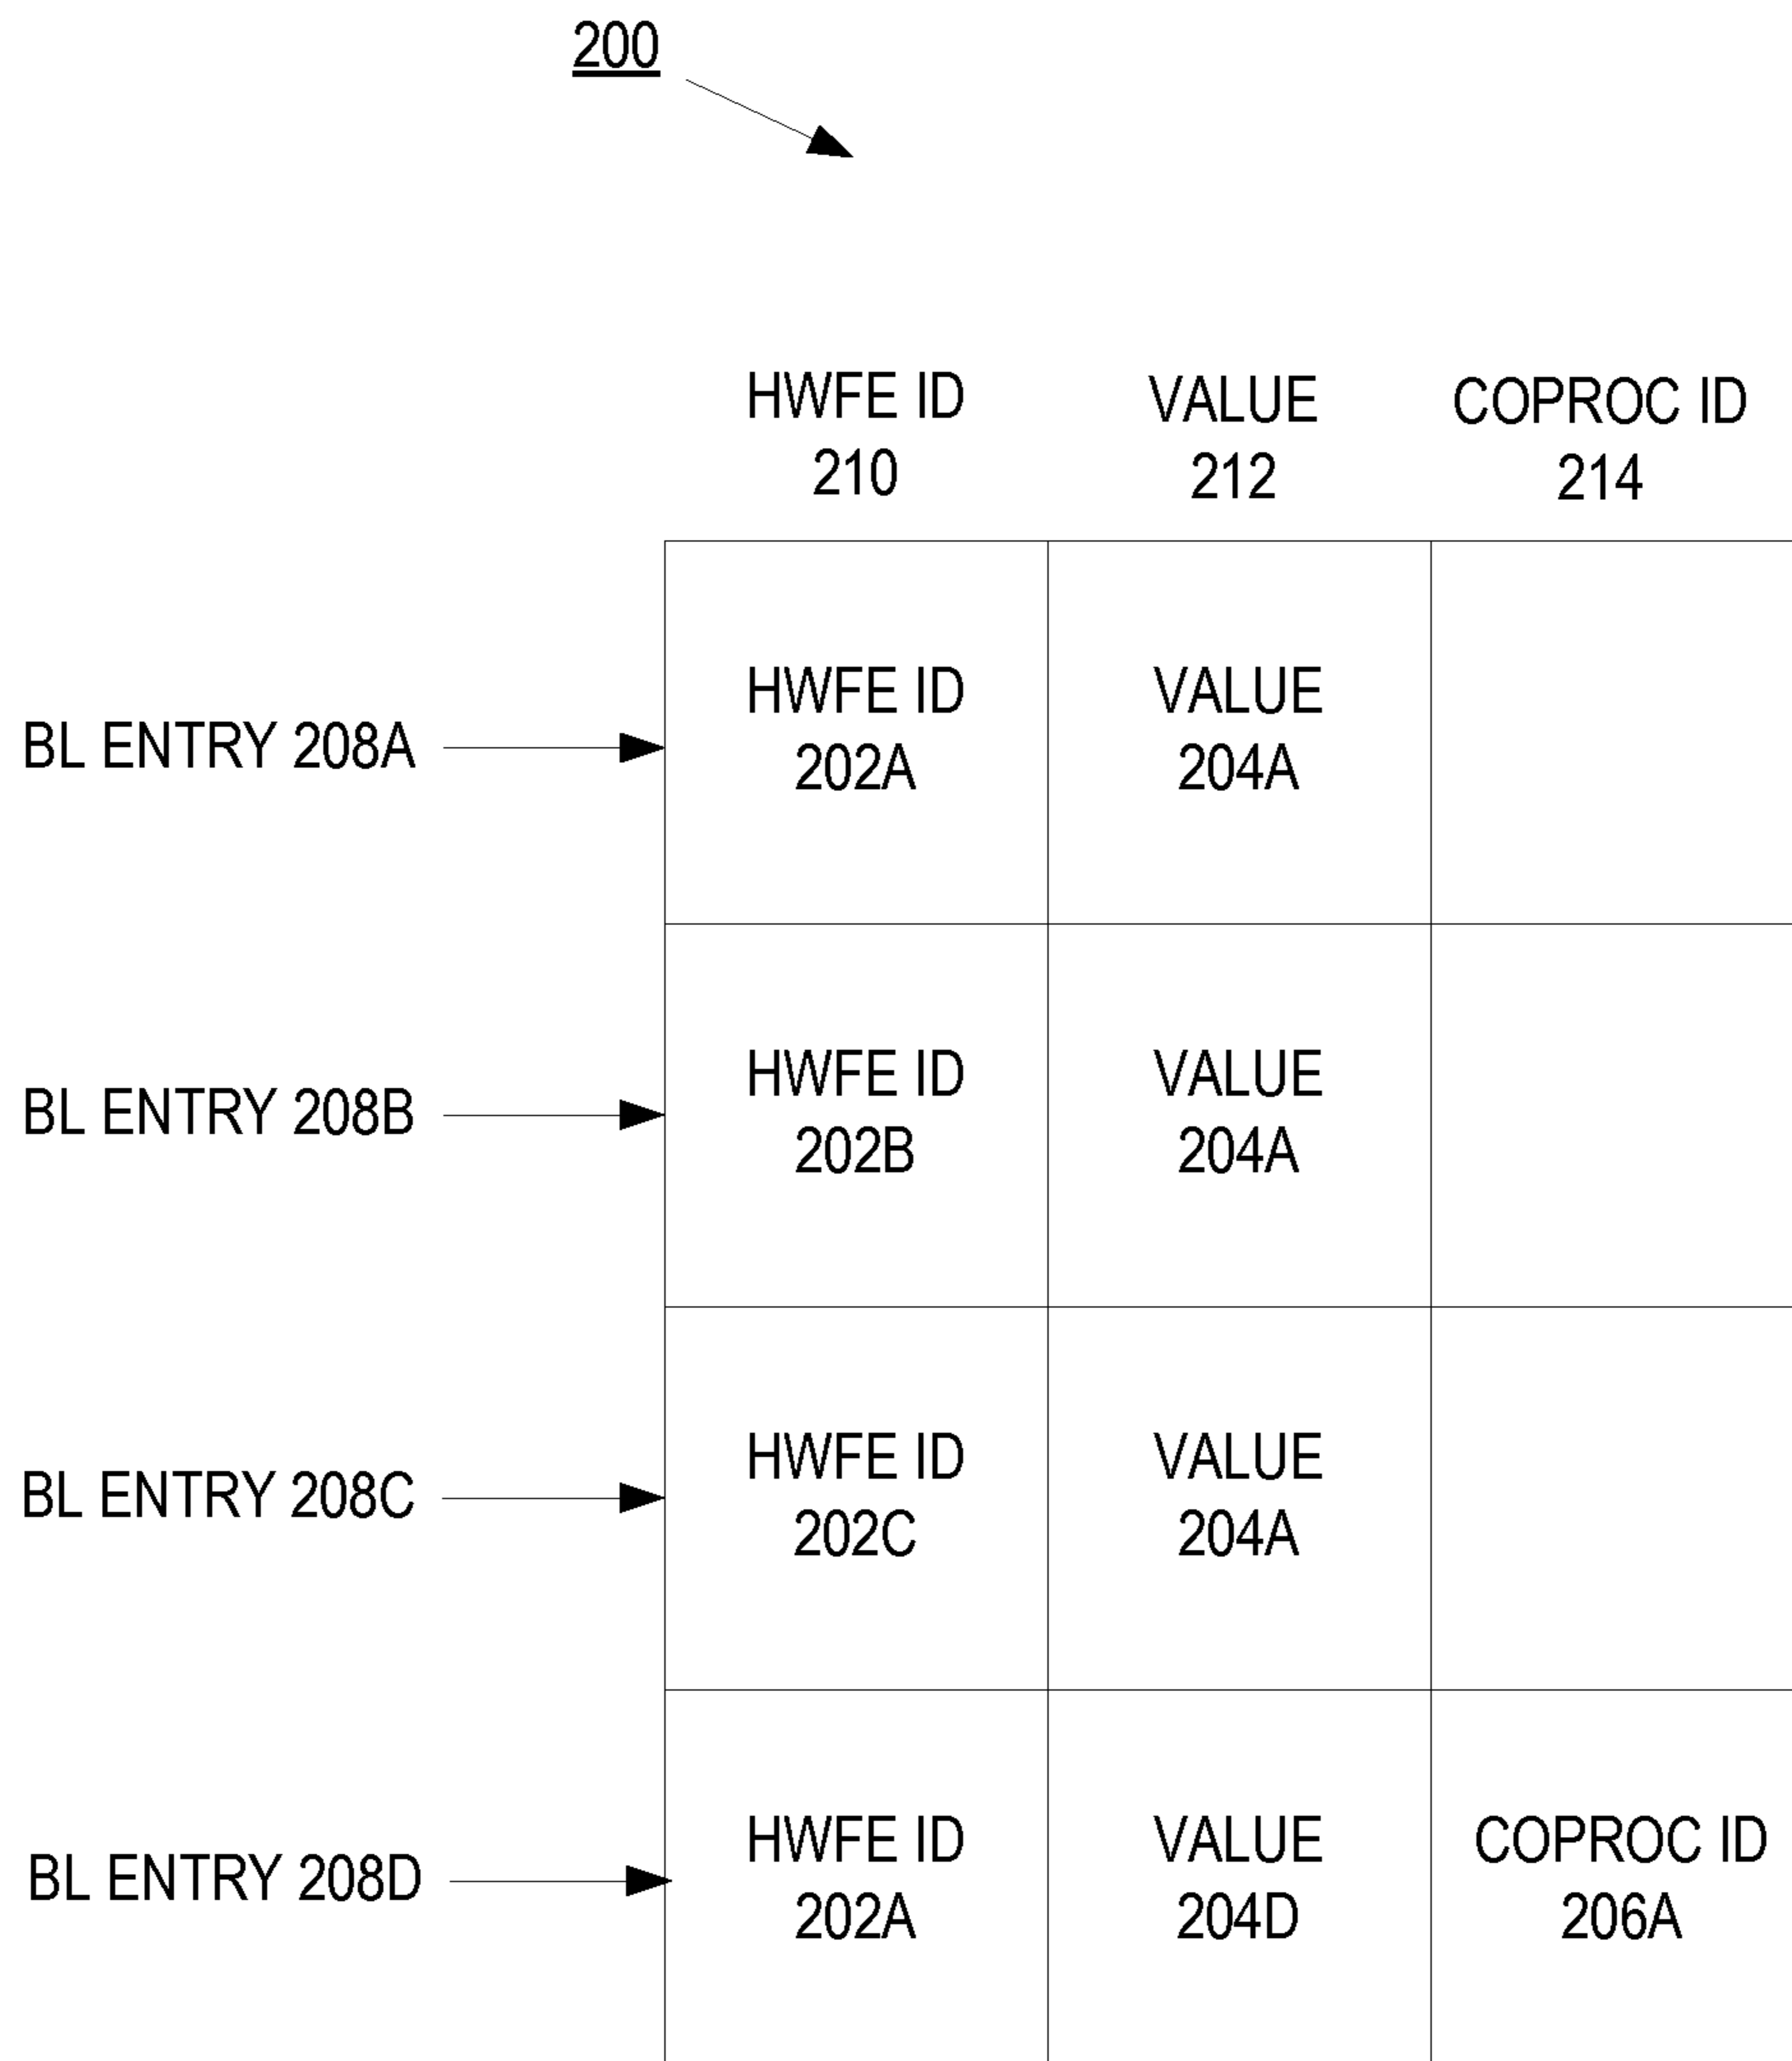 200
HWFE ID
210
VALUE
212
COPROC ID
214
BL ENTRY 208A
HWFE ID
202A
VALUE
204A
BL ENTRY 208B
HWFE ID
202B
VALUE
204A
BL ENTRY 208C
HWFE ID
202C
VALUE
204A
BL ENTRY 208D
HWFE ID
202A
VALUE
204D
COPROC ID
206A